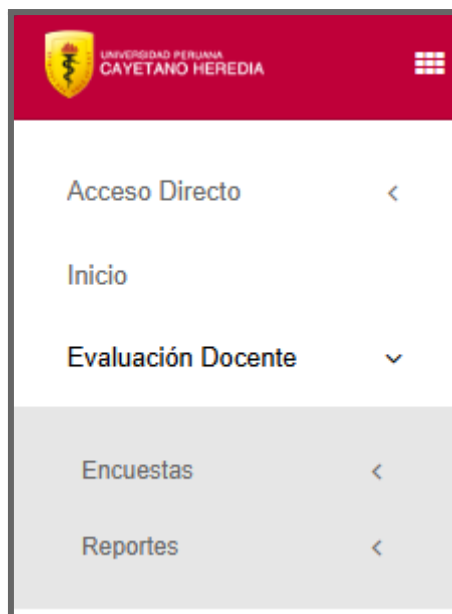 UNIVERSIDAD PERUANA
CAYETANO HEREDIA
Acceso Directo
Inicio
Evaluación Docente
Encuestas
Reportes